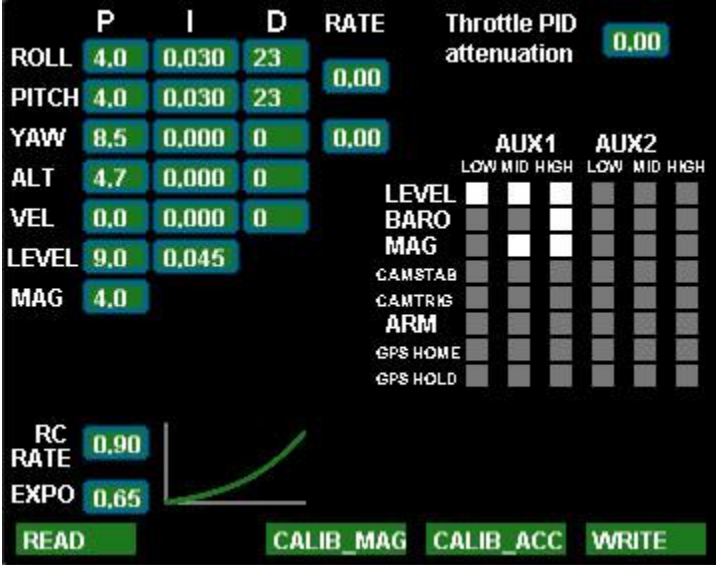 P I D RATE Throttle PID
attenuation 0,00
ROLL 4,0 0,030 23
0,00
PITCH 4,0 0,030 23
YAW 8,5 0,000 0 0,00
AUX1 AUX2
LOW MID HIGH LOW MID HIGH
ALT 4,7 0,000 0
LEVEL
VEL 0,0 0,000 0
BARO
MAG
LEVEL 9,0 0,045
CAMSTAB
MAG 4,0
CAMTRIG
ARM
GPS HOME
GPS HOLD
RC
RATE 0,90
EXPO 0,65
READ CALIB_MAG CALIB_ACC WRITE